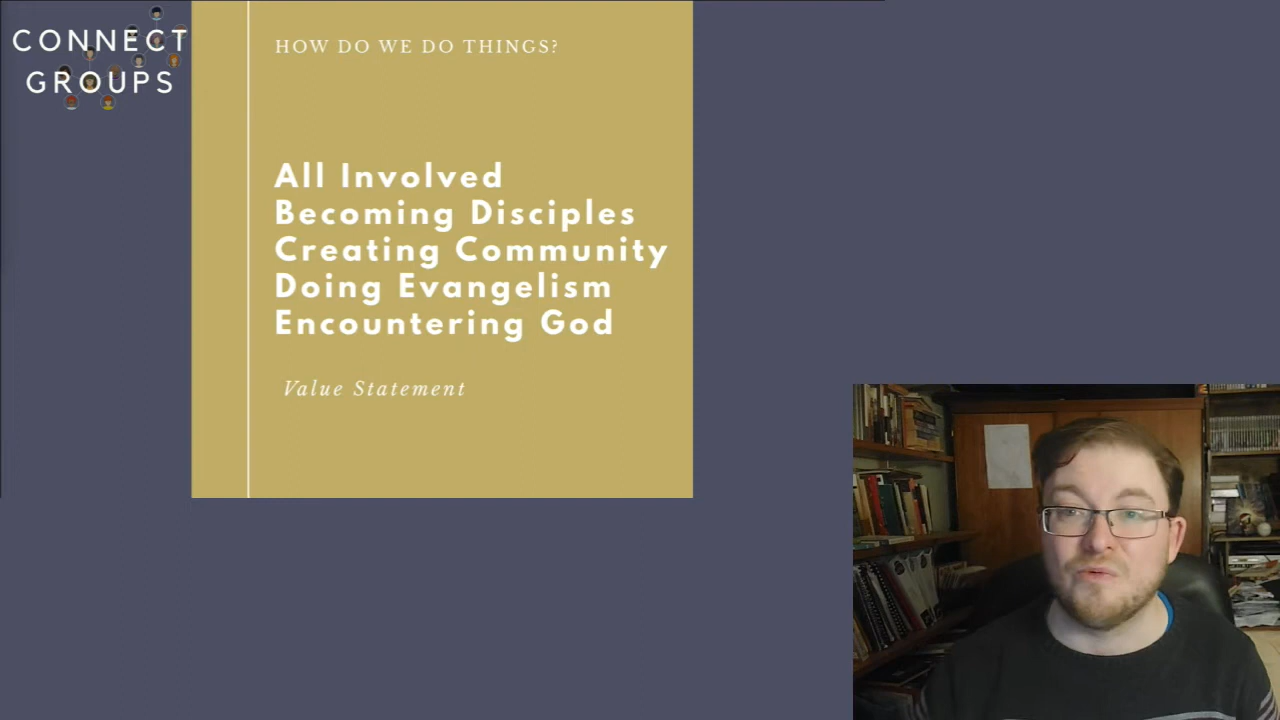 CONNECT
GROUPS
HOW DO WE DO THINGS?
All Involved
Becoming Disciples
Creating Community
Doing Evangelism
Encountering God
Value Statement